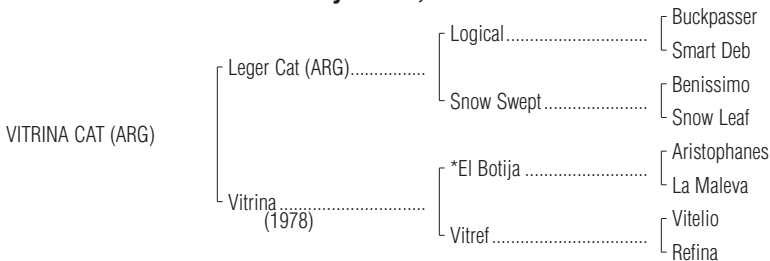 Buckpasser
Logical
Smart Deb
Leger Cat (ARG)
Benissimo
Snow Swept
Snow Leaf
VITRINA CAT (ARG)
Aristophanes
*El Botija
La Maleva
Vitrina
(1978)
Vitelio
Vitref
Refina